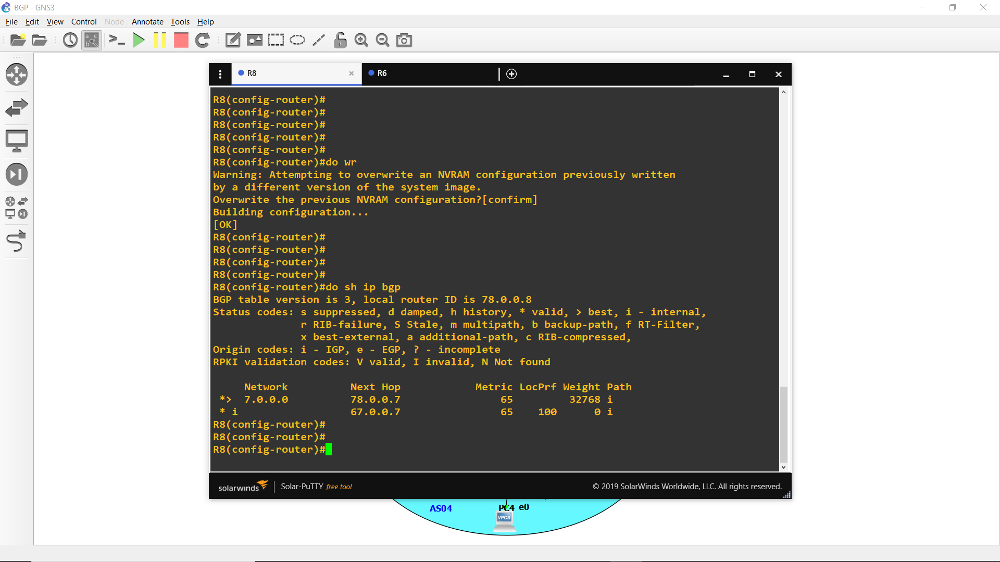 BGP - GNS3
File Edit View Control Node Annotate Tools Help
R8 R6
R8(config-router)#
R8(config-router)#
R8(config-router)#
R8(config-router)#
R8(config-router)#
R8(config-router)#do wr
Warning: Attempting to overwrite an NVRAM configuration previously written
by a different version of the system image.
Overwrite the previous NVRAM configuration?[confirm]
Building configuration...
[OK]
R8(config-router)#
R8(config-router)#
R8(config-router)#
R8(config-router)#
R8(config-router)#do sh ip bgp
BGP table version is 3, local router ID is 78.0.0.8
Status codes: s suppressed, d damped, h history, * valid, > best, i - internal,
r RIB-failure, S Stale, m multipath, b backup-path, f RT-Filter,
x best-external, a additional-path, c RIB-compressed,
Origin codes: i - IGP, e - EGP, ? - incomplete
RPKI validation codes: V valid, I invalid, N Not found
Network Next Hop Metric LocPrf Weight Path
*> 7.0.0.0 78.0.0.7 65 32768 i
* i 67.0.0.7 65 100 0 i
R8(config-router)#
R8(config-router)#
R8(config-router)#
solarwinds Solar-PuTTY free tool © 2019 SolarWinds Worldwide, LLC. All rights reserved.
AS04 PC4 e0
VPCS